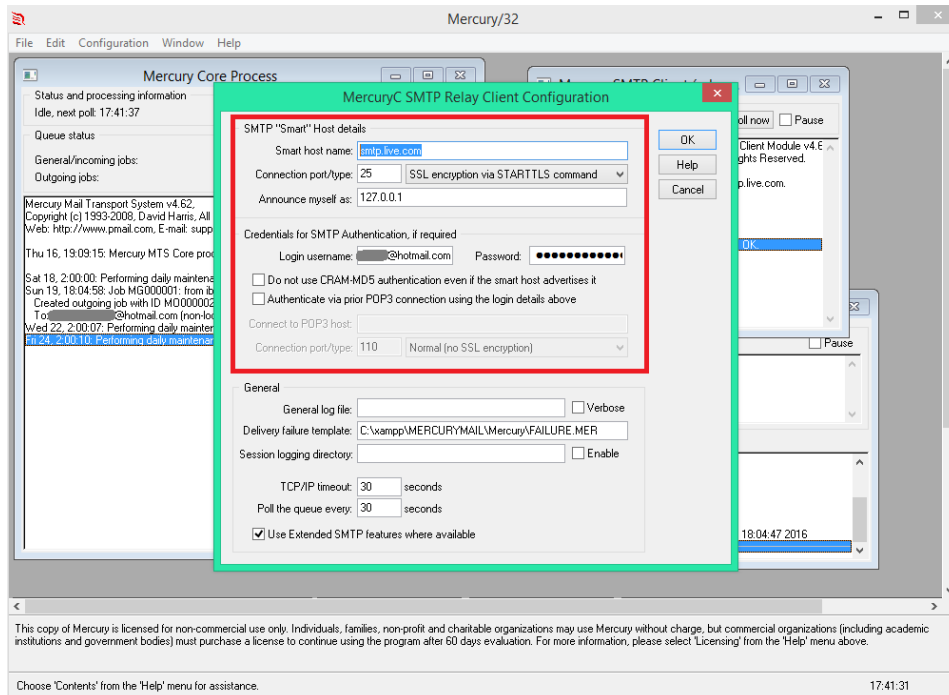 Mercury/32
File Edit Configuration Window Help
Mercury Core Process
Status and processing information
Idle, next poll: 17:41:37
Queue status
General/incoming jobs:
Outgoing jobs:
Mercury Mail Transport System v4.62,
Copyright (c) 1993-2008, David Harris, All
Web: http://www.pmail.com, E-mail: supp
Thu 16, 19:09:15: Mercury MTS Core proc
Sat 18, 2:00:00: Performing daily maintena
Sun 19, 18:04:58: Job MG000001: from ib
Created outgoing job with ID MO000002
To: @hotmail.com (non-loc
Wed 22, 2:00:07: Performing daily mainten
Fri 24, 2:00:10: Performing daily maintenan
MercuryC SMTP Relay Client Configuration
SMTP "Smart" Host details
Smart host name: smtp.live.com
Connection port/type: 25 SSL encryption via STARTTLS command
Announce myself as: 127.0.0.1
Credentials for SMTP Authentication, if required
Login username: @hotmail.com Password:
Do not use CRAM-MD5 authentication even if the smart host advertises it
Authenticate via prior POP3 connection using the login details above
Connect to POP3 host:
Connection port/type: 110 Normal (no SSL encryption)
General
General log file: Verbose
Delivery failure template: C:\xampp\MERCURYMAIL\Mercury\FAILURE.MER
Session logging directory: Enable
TCP/IP timeout: 30 seconds
Poll the queue every: 30 seconds
Use Extended SMTP features where available
OK
Help
Cancel
oll now Pause
Client Module v4.6
ghts Reserved.
p.live.com.
OK.
Pause
18:04:47 2016
This copy of Mercury is licensed for non-commercial use only. Individuals, families, non-profit and charitable organizations may use Mercury without charge, but commercial organizations (including academic
institutions and government bodies) must purchase a license to continue using the program after 60 days evaluation. For more information, please select 'Licensing' from the 'Help' menu above.
Choose 'Contents' from the 'Help' menu for assistance.
17:41:31